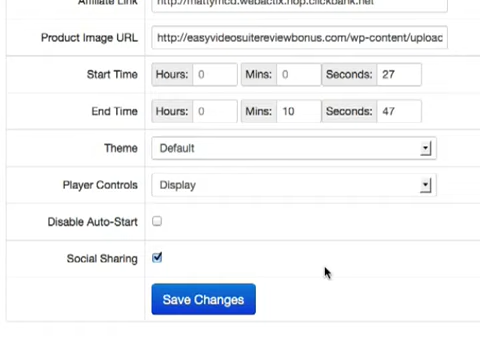 Affiliate Link http://mattymcd.webactix.hop.clickbank.net
Product Image URL http://easyvideosuitereviewbonus.com/wp-content/uploac
Start Time Hours: 0 Mins: 0 Seconds: 27
End Time Hours: 0 Mins: 10 Seconds: 47
Theme Default
Player Controls Display
Disable Auto-Start
Social Sharing
Save Changes